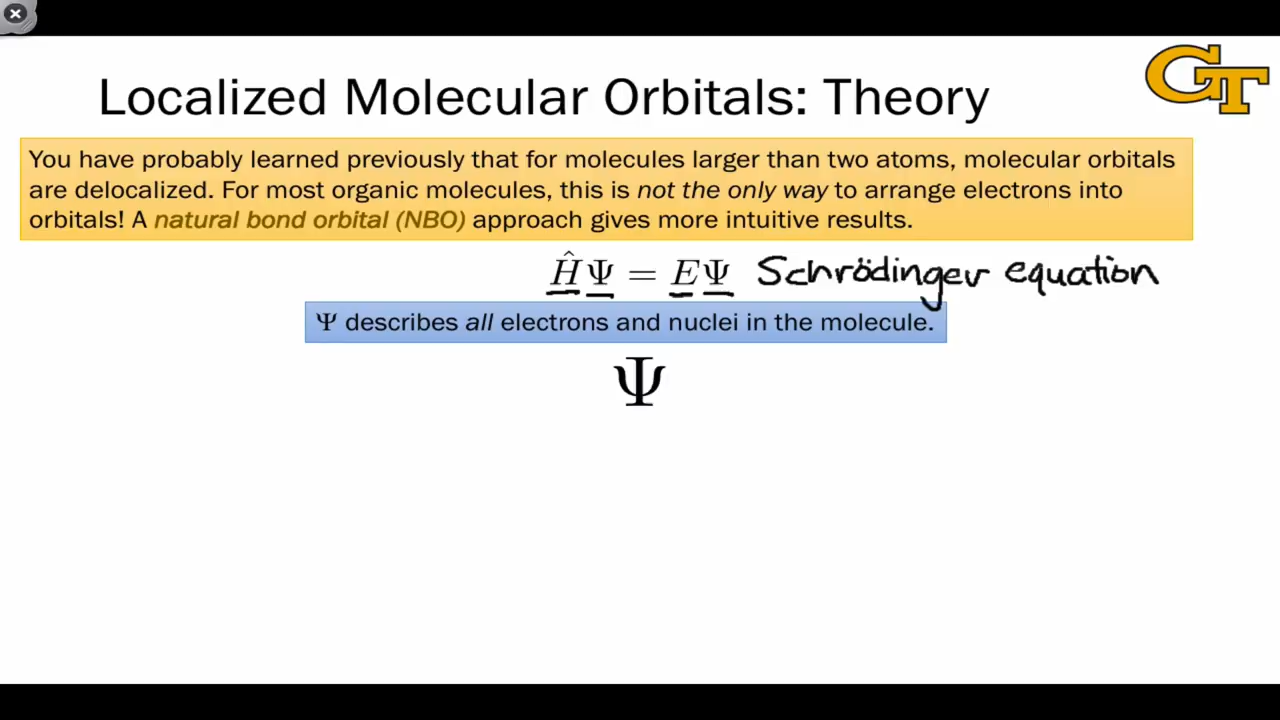 GT
Localized Molecular Orbitals: Theory
You have probably learned previously that for molecules larger than two atoms, molecular orbitals
are delocalized. For most organic molecules, this is not the only way to arrange electrons into
orbitals! A natural bond orbital (NBO) approach gives more intuitive results.
ĤΨ = EΨ Schrödinger equation
Ψ describes all electrons and nuclei in the molecule.
Ψ